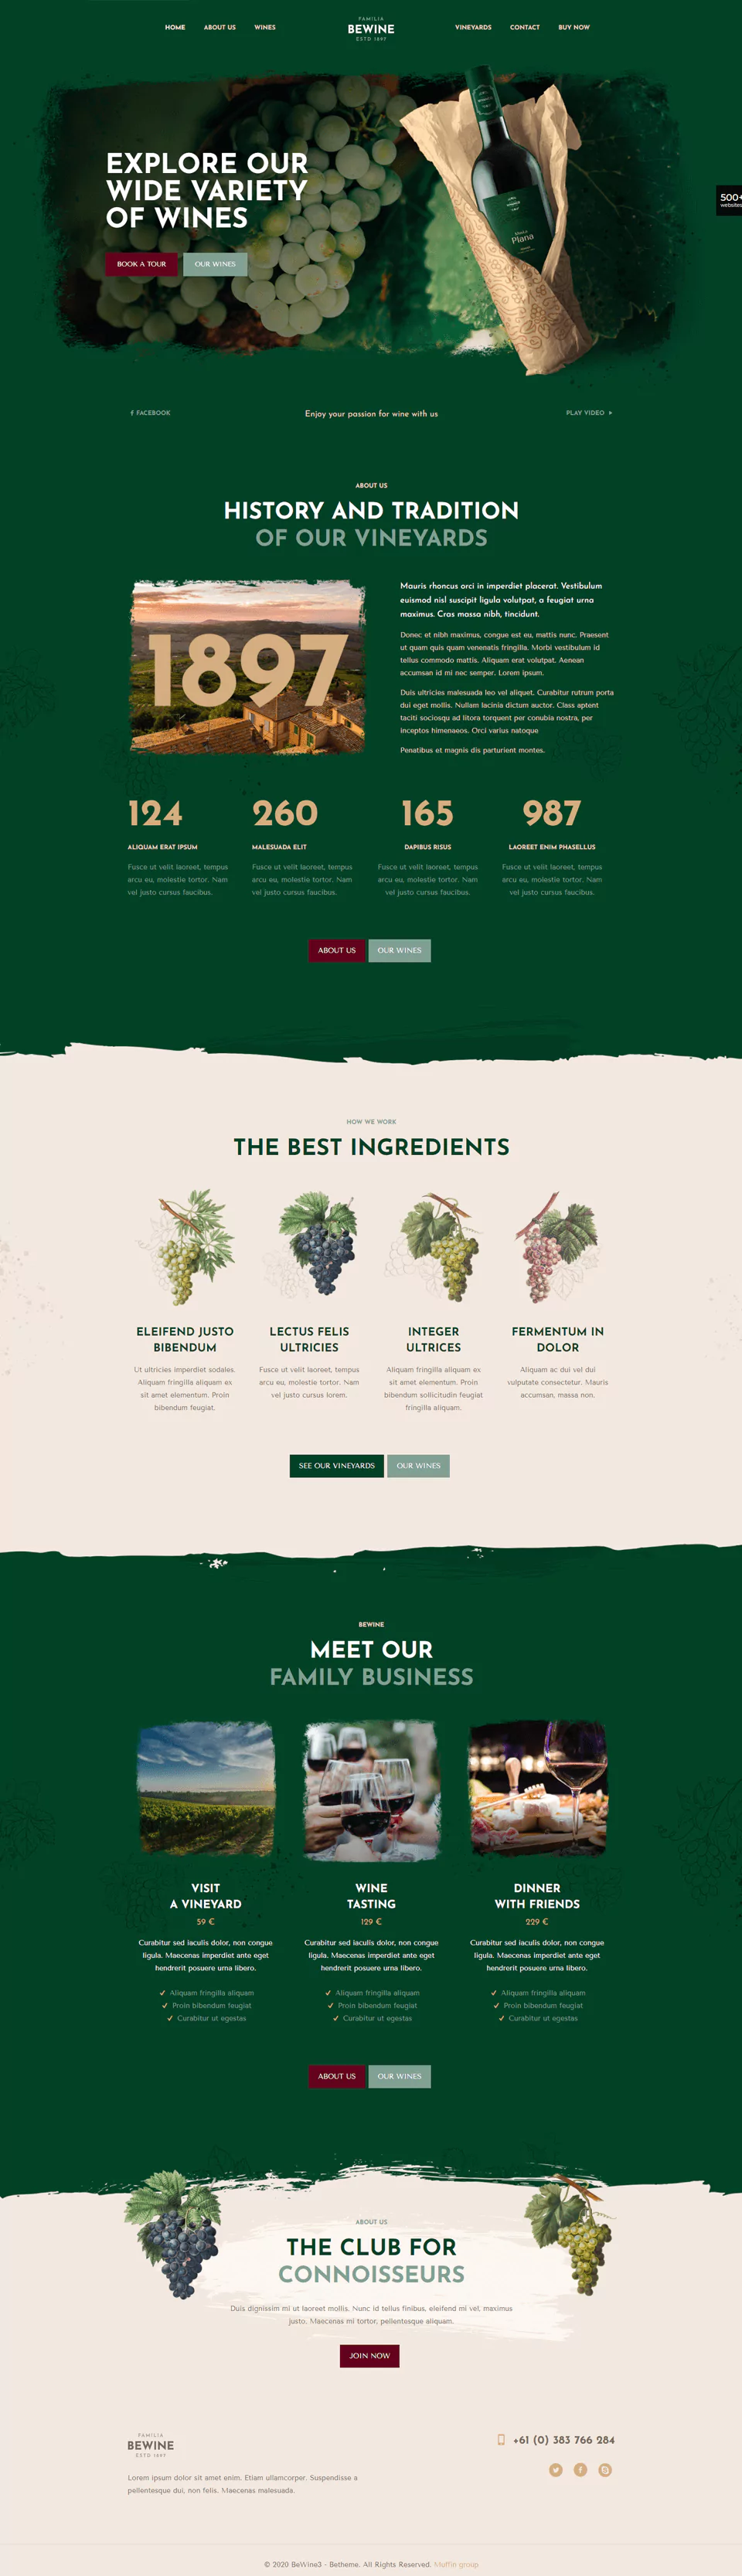 HOME
ABOUT US
WINES
FAMILIA
BEWINE
ESTD 1897
VINEYARDS
CONTACT
BUY NOW
EXPLORE OUR
WIDE VARIETY
OF WINES
BOOK A TOUR
OUR WINES
Plana
500+
websites
FACEBOOK
Enjoy your passion for wine with us
PLAY VIDEO
ABOUT US
HISTORY AND TRADITION
OF OUR VINEYARDS
1897
Mauris rhoncus orci in imperdiet placerat. Vestibulum
euismod nisl suscipit ligula volutpat, a feugiat urna
maximus. Cras massa nibh, tincidunt.
Donec et nibh maximus, congue est eu, mattis nunc. Praesent
ut quam quis quam venenatis fringilla. Morbi vestibulum id
tellus commodo mattis. Aliquam erat volutpat. Aenean
accumsan id mi nec semper. Lorem ipsum.
Duis ultricies malesuada leo vel aliquet. Curabitur rutrum porta
dui eget mollis. Nullam lacinia dictum auctor. Class aptent
taciti sociosqu ad litora torquent per conubia nostra, per
inceptos himenaeos. Orci varius natoque
Penatibus et magnis dis parturient montes.
124
ALIQUAM ERAT IPSUM
Fusce ut velit laoreet, tempus
arcu eu, molestie tortor. Nam
vel justo cursus faucibus.
260
MALESUADA ELIT
Fusce ut velit laoreet, tempus
arcu eu, molestie tortor. Nam
vel justo cursus faucibus.
165
DAPIBUS RISUS
Fusce ut velit laoreet, tempus
arcu eu, molestie tortor. Nam
vel justo cursus faucibus.
987
LAOREET ENIM PHASELLUS
Fusce ut velit laoreet, tempus
arcu eu, molestie tortor. Nam
vel justo cursus faucibus.
ABOUT US
OUR WINES
HOW WE WORK
THE BEST INGREDIENTS
ELEIFEND JUSTO
BIBENDUM
Ut ultricies imperdiet sodales.
Aliquam fringilla aliquam ex
sit amet elementum. Proin
bibendum feugiat.
LECTUS FELIS
ULTRICIES
Fusce ut velit laoreet, tempus
arcu eu, molestie tortor. Nam
vel justo cursus lorem.
INTEGER
ULTRICES
Aliquam fringilla aliquam ex
sit amet elementum. Proin
bibendum sollicitudin feugiat
fringilla aliquam.
FERMENTUM IN
DOLOR
Aliquam ac dui vel dui
vulputate consectetur. Mauris
accumsan, massa non.
SEE OUR VINEYARDS
OUR WINES
BEWINE
MEET OUR
FAMILY BUSINESS
VISIT
A VINEYARD
59 €
Curabitur sed iaculis dolor, non congue
ligula. Maecenas imperdiet ante eget
hendrerit posuere urna libero.
Aliquam fringilla aliquam
Proin bibendum feugiat
Curabitur ut egestas
WINE
TASTING
129 €
Curabitur sed iaculis dolor, non congue
ligula. Maecenas imperdiet ante eget
hendrerit posuere urna libero.
Aliquam fringilla aliquam
Proin bibendum feugiat
Curabitur ut egestas
DINNER
WITH FRIENDS
229 €
Curabitur sed iaculis dolor, non congue
ligula. Maecenas imperdiet ante eget
hendrerit posuere urna libero.
Aliquam fringilla aliquam
Proin bibendum feugiat
Curabitur ut egestas
ABOUT US
OUR WINES
ABOUT US
THE CLUB FOR
CONNOISSEURS
Duis dignissim mi ut laoreet mollis. Nunc id tellus finibus, eleifend mi vel, maximus
justo. Maecenas mi tortor, pellentesque aliquam.
JOIN NOW
FAMILIA
BEWINE
ESTD 1897
Lorem ipsum dolor sit amet enim. Etiam ullamcorper. Suspendisse a
pellentesque dui, non felis. Maecenas malesuada.
+61 (0) 383 766 284
© 2020 BeWine3 - Betheme. All Rights Reserved. Muffin group